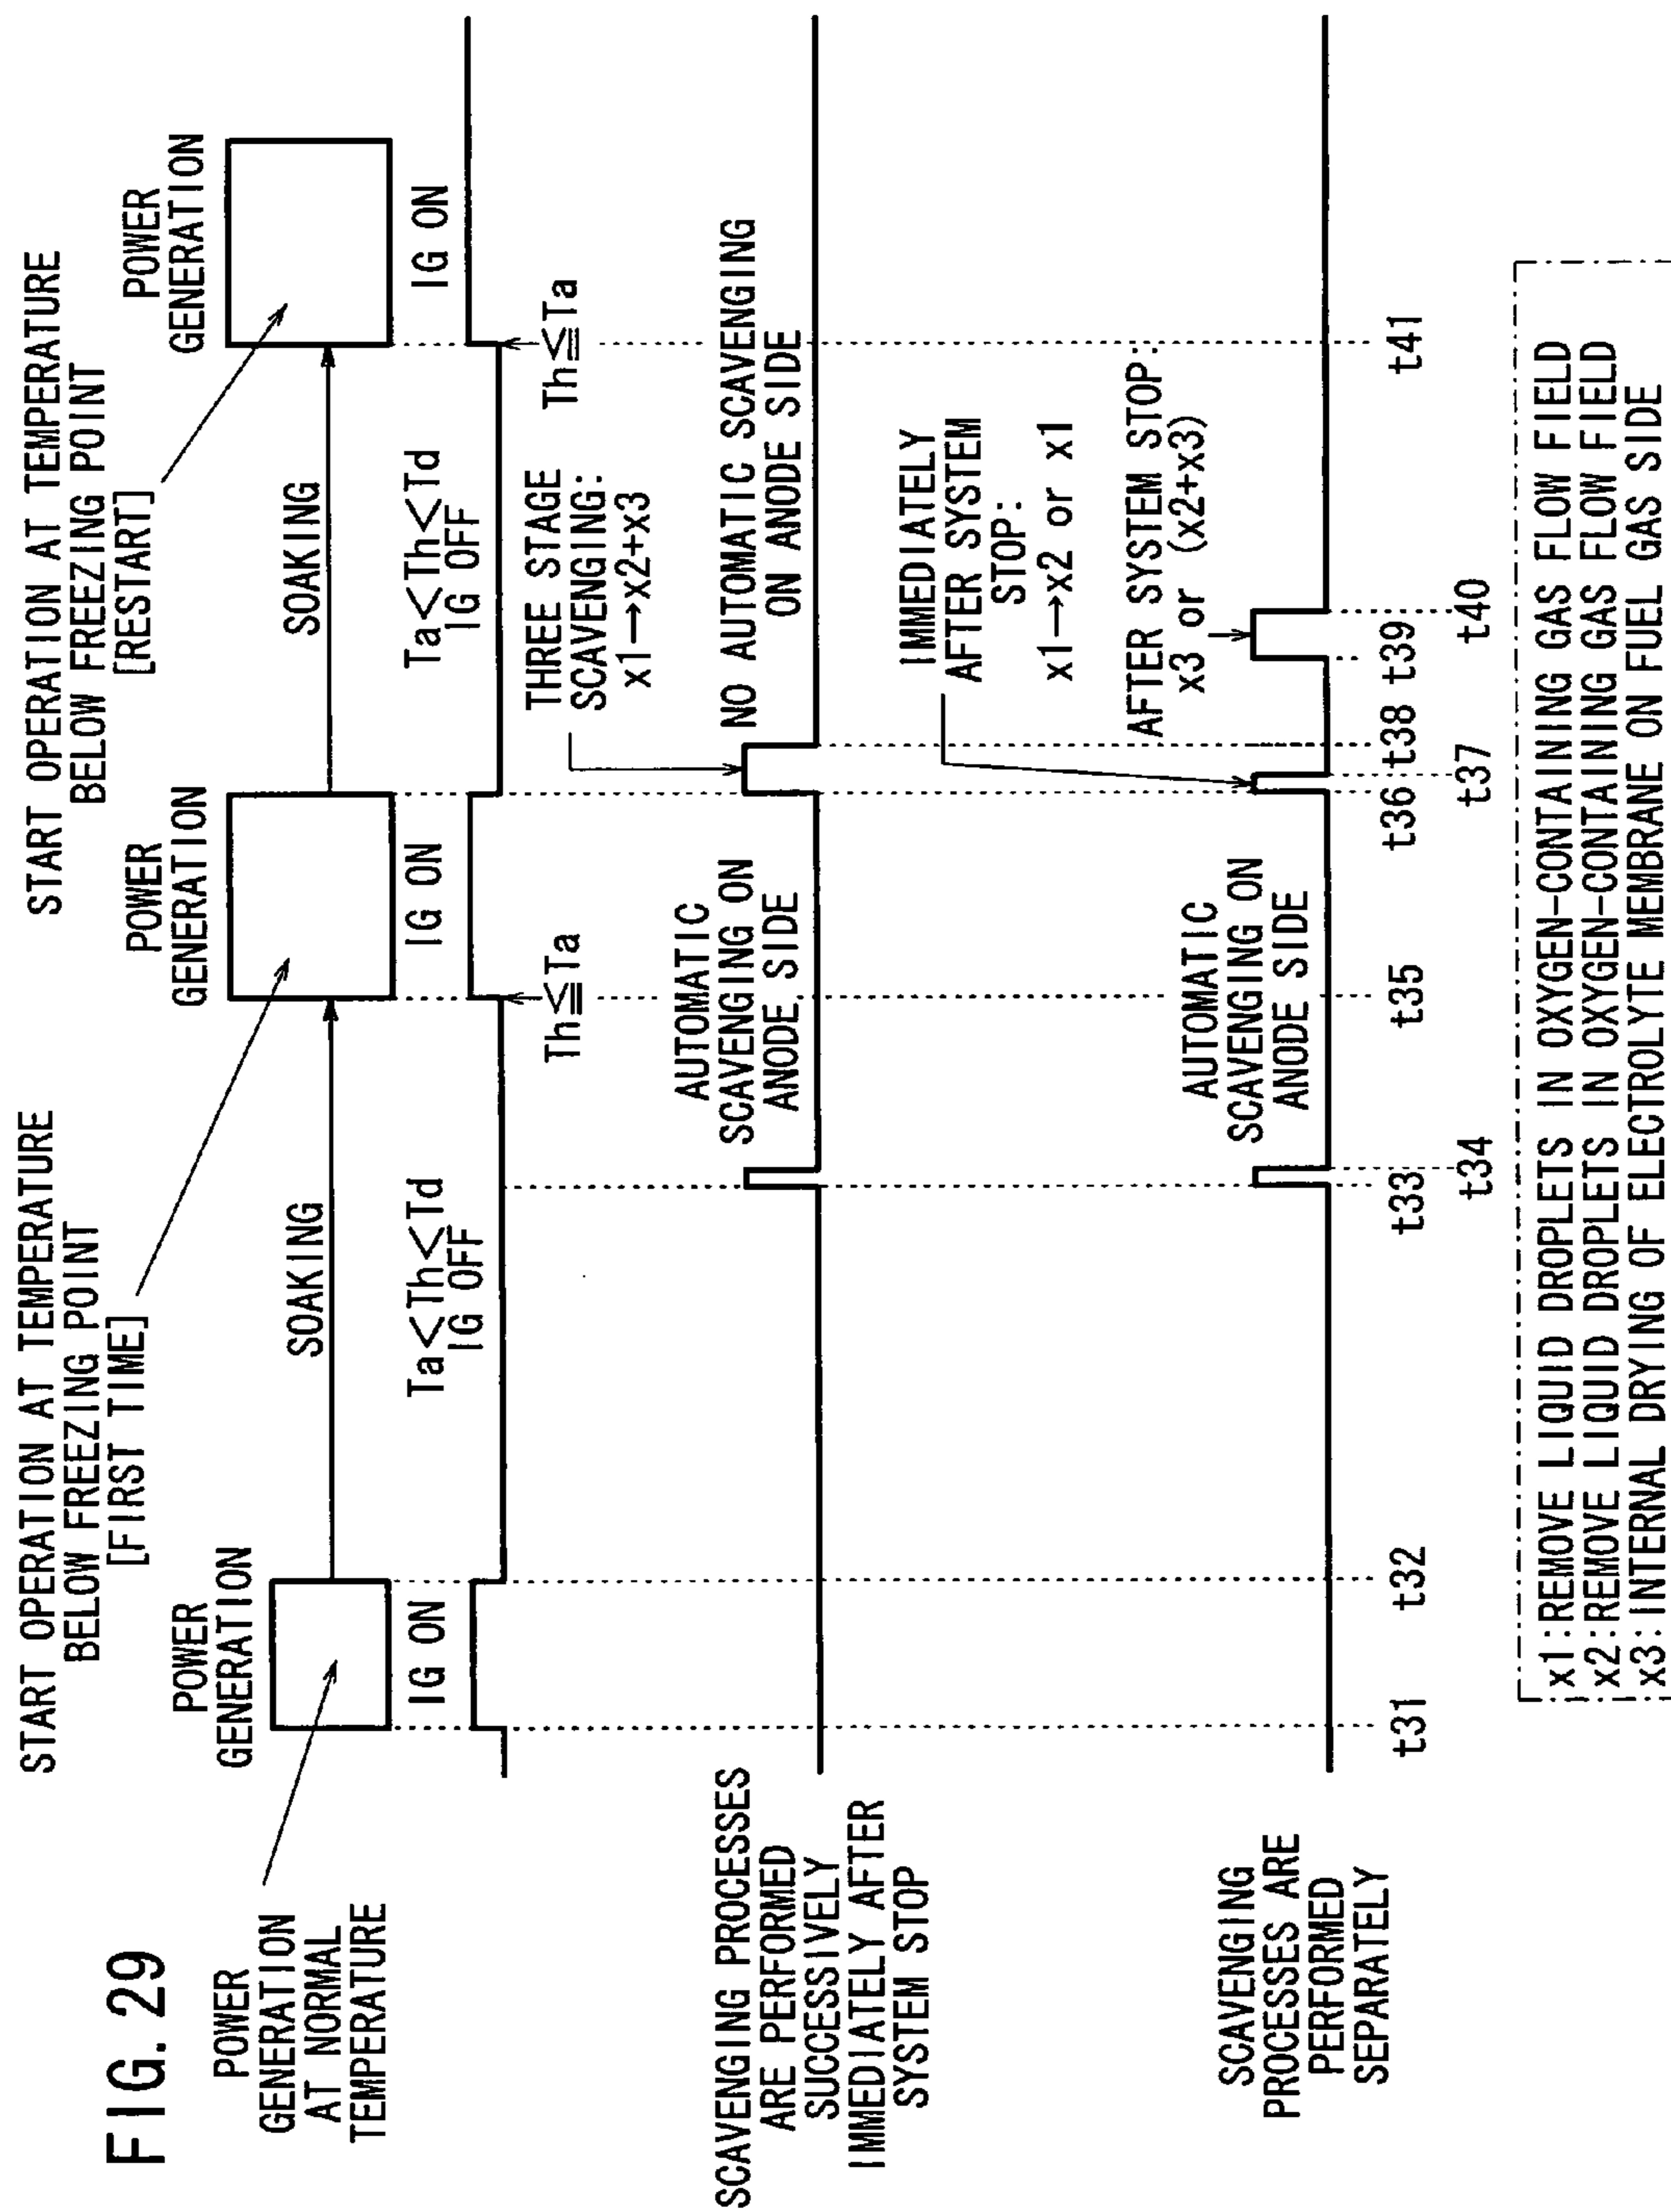 FIG. 29
START OPERATION AT TEMPERATURE
BELOW FREEZING POINT
[FIRST TIME]
START OPERATION AT TEMPERATURE
BELOW FREEZING POINT
[RESTART]
POWER
GENERATION
AT NORMAL
TEMPERATURE
POWER
GENERATION
POWER
GENERATION
POWER
GENERATION
SOAKING
SOAKING
IG ON
Ta<Th<Td
IG OFF
IG ON
Ta<Th<Td
IG OFF
IG ON
Th≦Ta
Th≦Ta
THREE STAGE
SCAVENGING:
x1→x2+x3
SCAVENGING PROCESSES
ARE PERFORMED
SUCCESSIVELY
IMMEDIATELY AFTER
SYSTEM STOP
AUTOMATIC
SCAVENGING ON
ANODE SIDE
NO AUTOMATIC SCAVENGING
ON ANODE SIDE
IMMEDIATELY
AFTER SYSTEM
STOP:
x1→x2 or x1
AFTER SYSTEM STOP:
x3 or (x2+x3)
SCAVENGING
PROCESSES ARE
PERFORMED
SEPARATELY
AUTOMATIC
SCAVENGING ON
ANODE SIDE
t31
t32
t33
t34
t35
t36
t37
t38
t39
t40
t41
x1:REMOVE LIQUID DROPLETS IN OXYGEN-CONTAINING GAS FLOW FIELD
x2:REMOVE LIQUID DROPLETS IN OXYGEN-CONTAINING GAS FLOW FIELD
x3:INTERNAL DRYING OF ELECTROLYTE MEMBRANE ON FUEL GAS SIDE